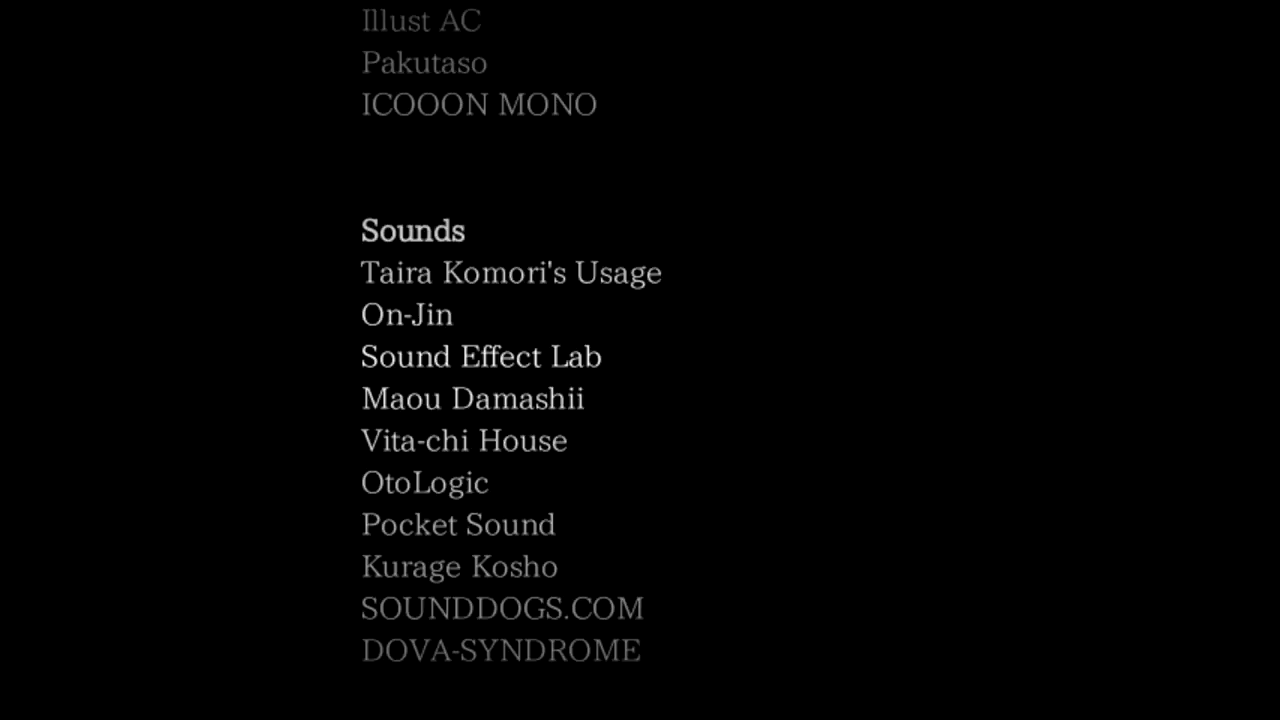 Illust AC
Pakutaso
ICOOON MONO
Sounds
Taira Komori's Usage
On-Jin
Sound Effect Lab
Maou Damashii
Vita-chi House
OtoLogic
Pocket Sound
Kurage Kosho
SOUNDDOGS.COM
DOVA-SYNDROME